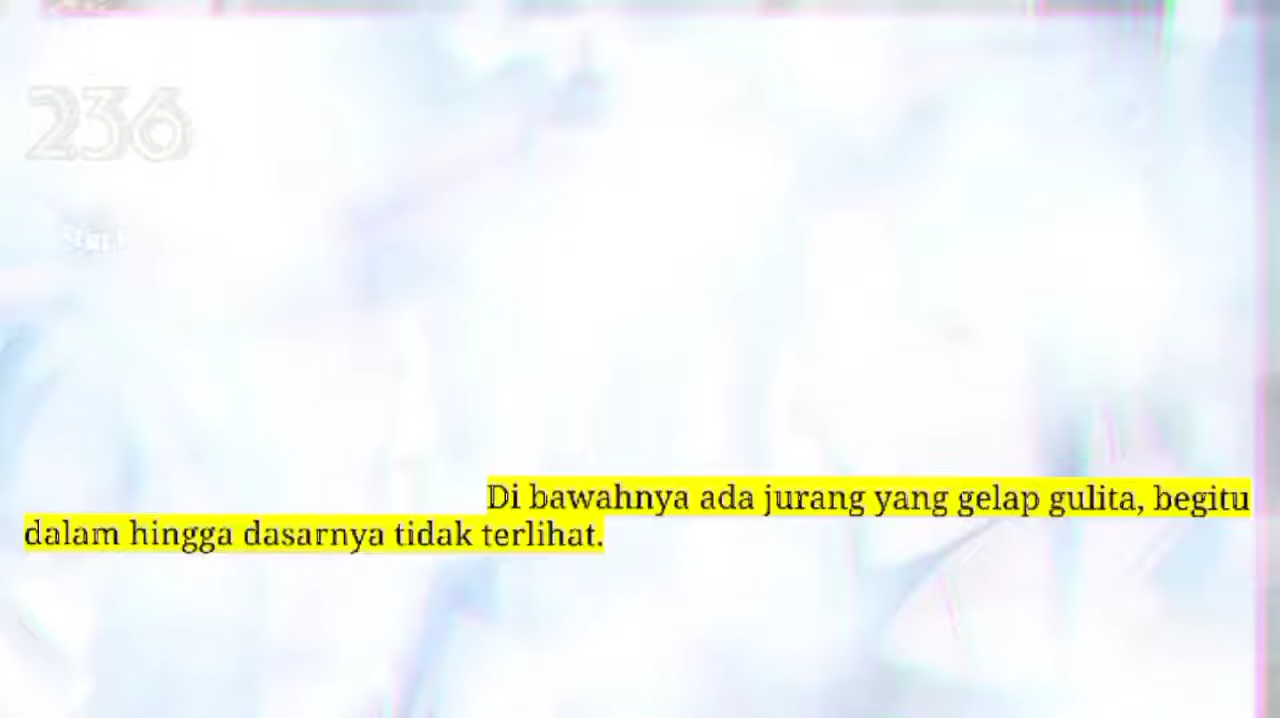 236
Di bawahnya ada jurang yang gelap gulita, begitu
dalam hingga dasarnya tidak terlihat.